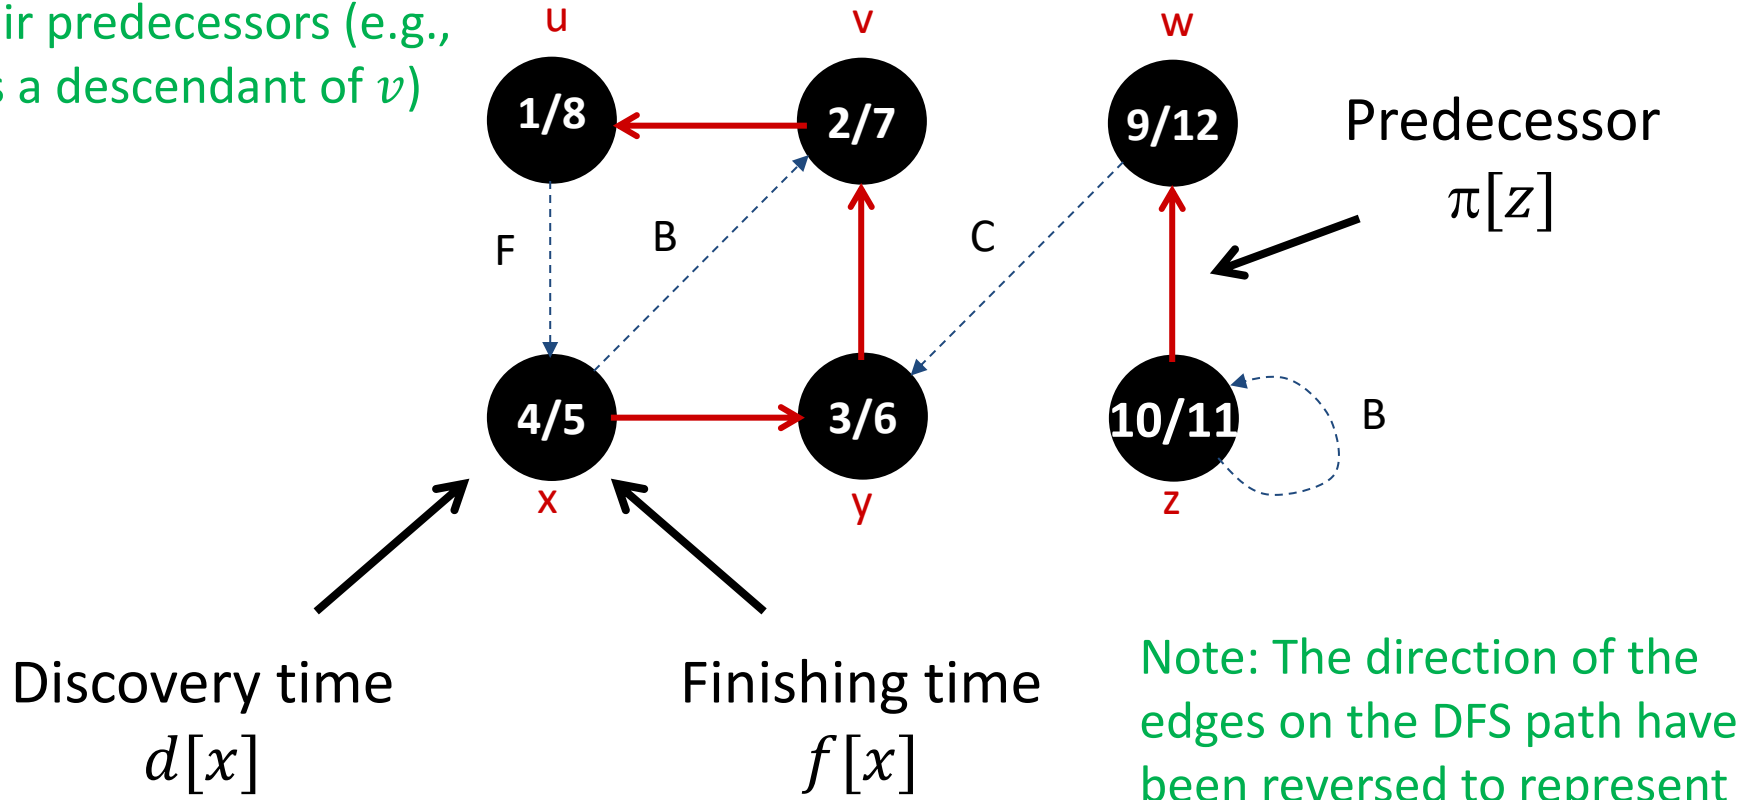 ir predecessors (e.g.,
s a descendant of v)
u
v
w
1/8
2/7
9/12
Predecessor
π[z]
F
B
C
4/5
3/6
10/11
B
x
y
z
Discovery time
d[x]
Finishing time
f[x]
Note: The direction of the
edges on the DFS path have
been reversed to represent